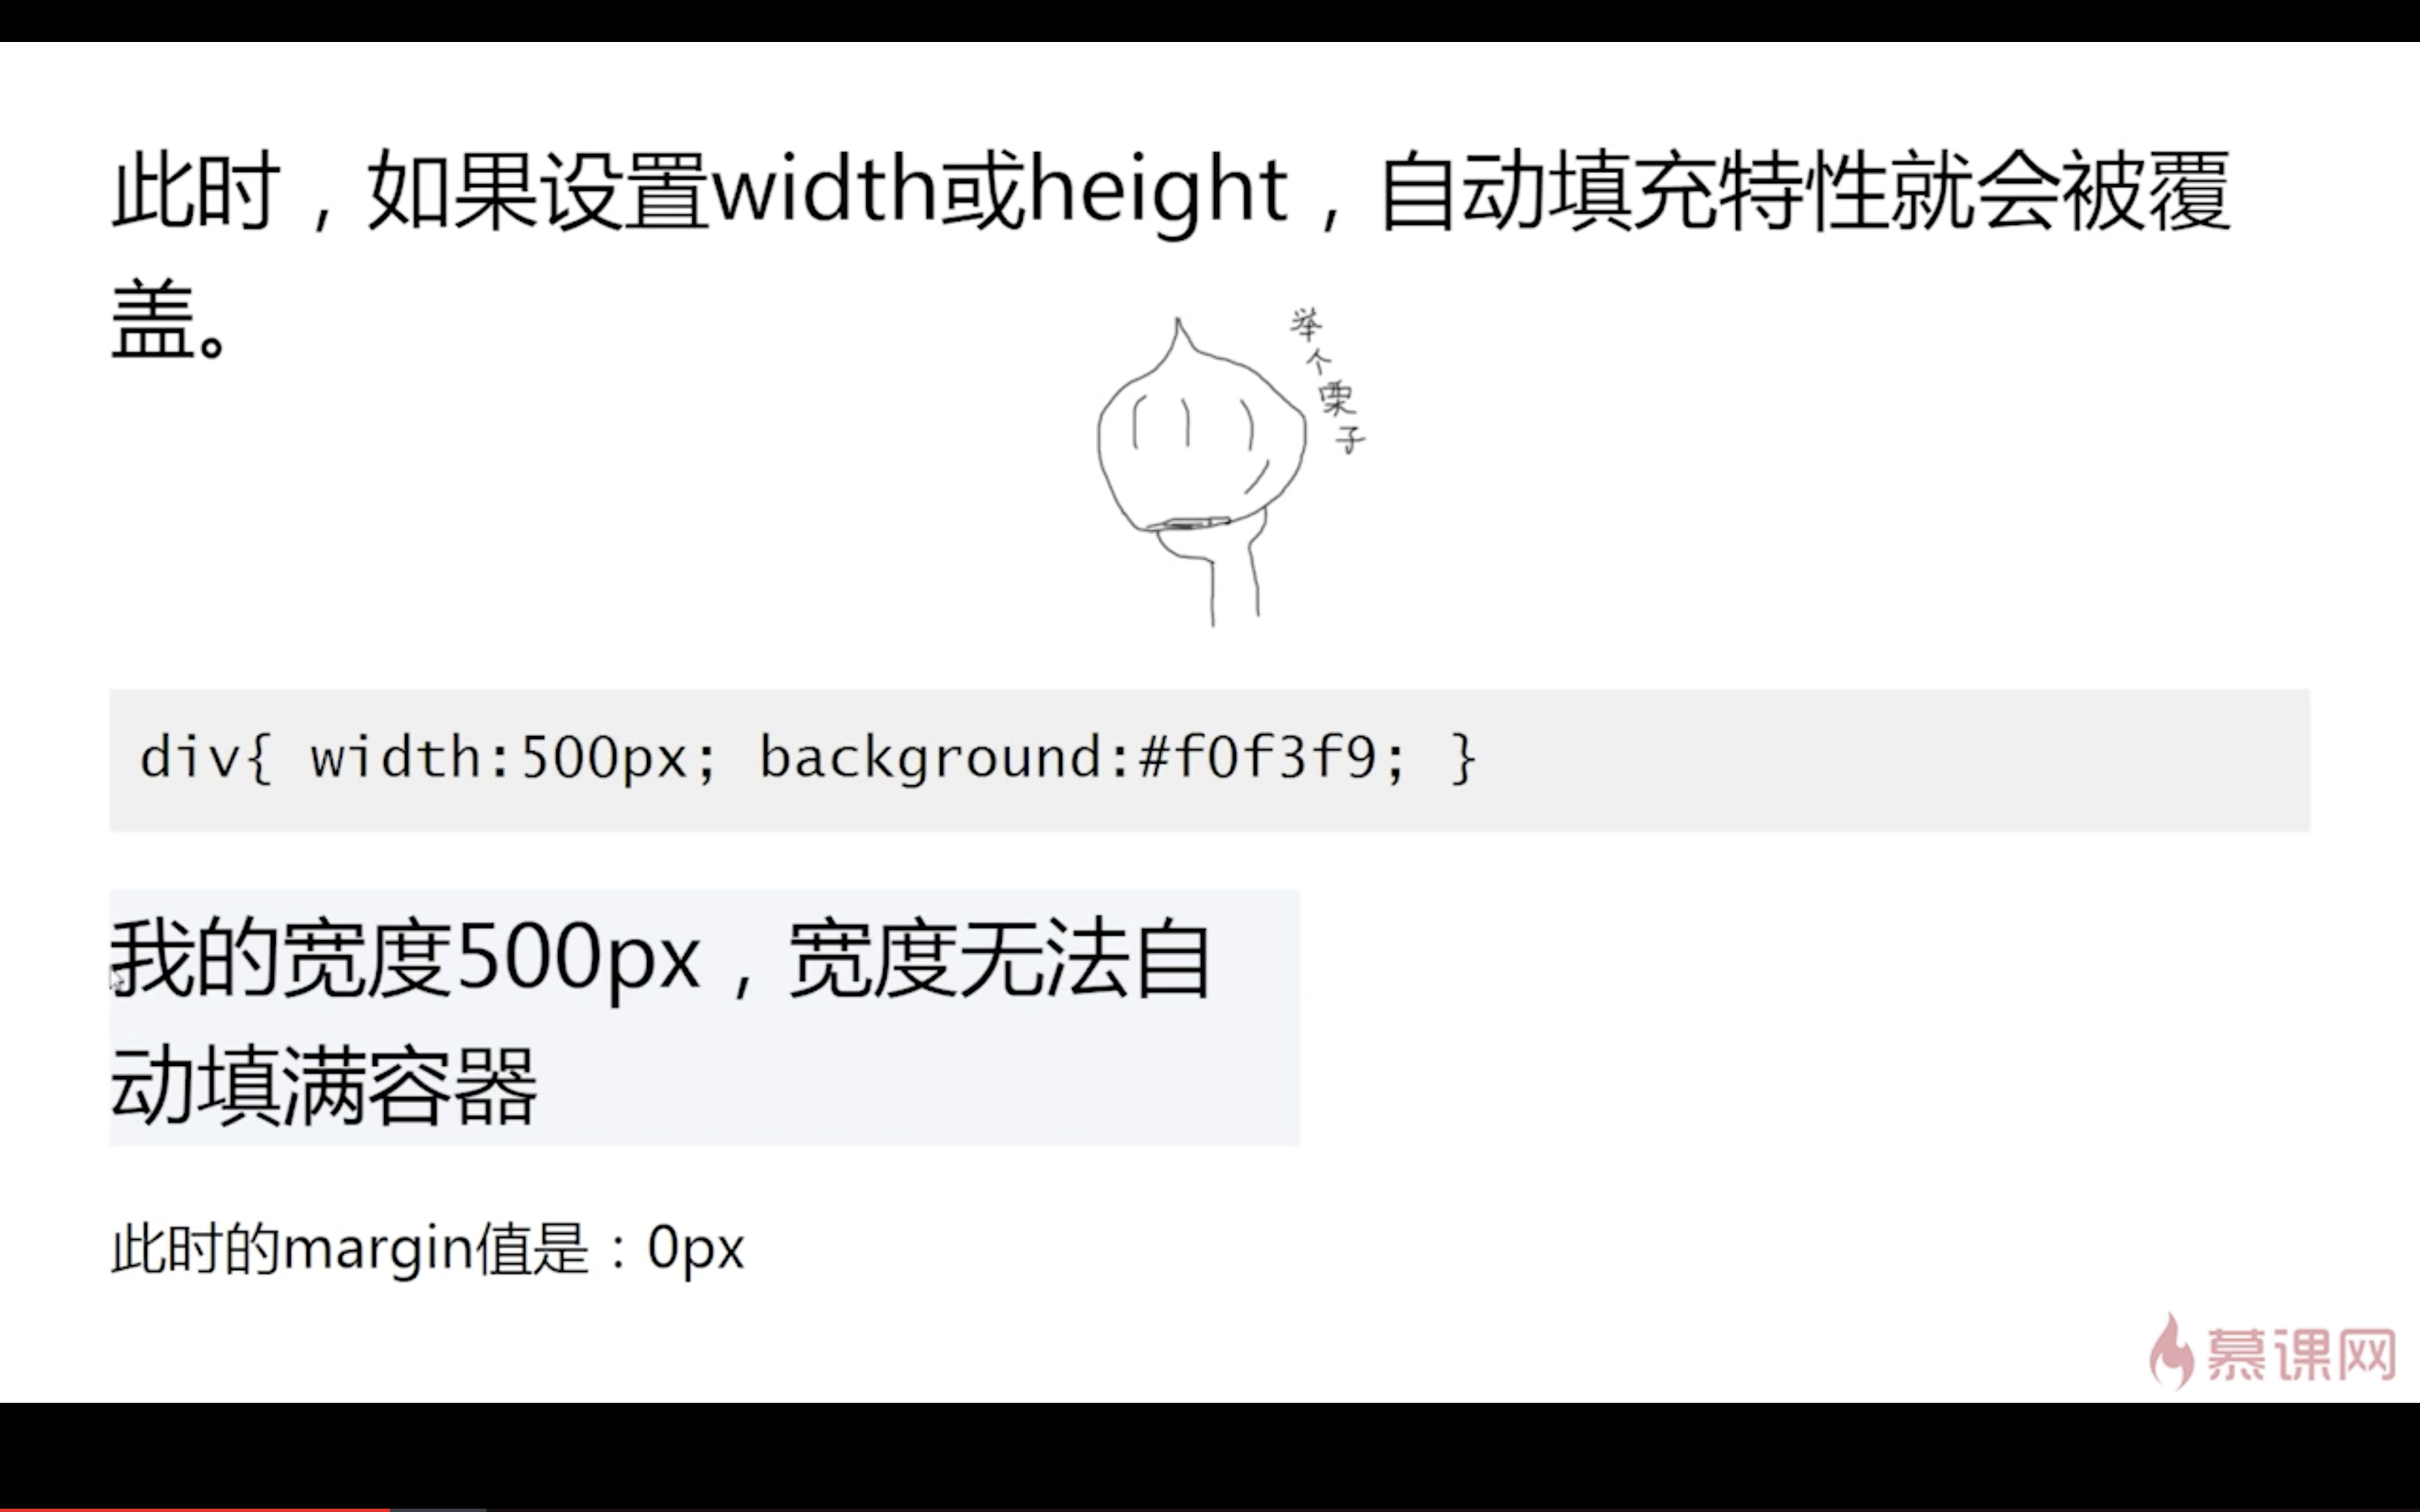 此时，如果设置width或height，自动填充特性就会被覆
盖。
举个栗子
div{ width:500px; background:#f0f3f9; }
我的宽度500px，宽度无法自
动填满容器
此时的margin值是：0px
慕课网